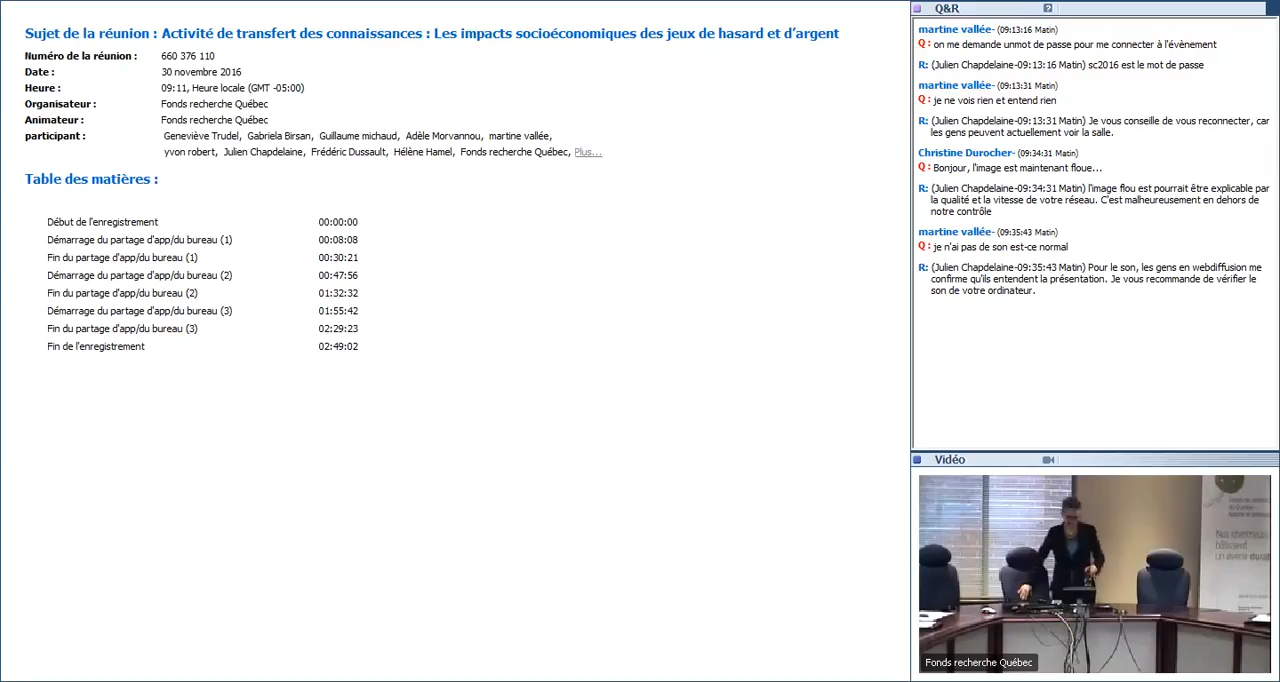 Sujet de la réunion : Activité de transfert des connaissances : Les impacts socioéconomiques des jeux de hasard et d’argent
Numéro de la réunion : 660 376 110
Date : 30 novembre 2016
Heure : 09:11, Heure locale (GMT -05:00)
Organisateur : Fonds recherche Québec
Animateur : Fonds recherche Québec
participant : Geneviève Trudel, Gabriela Birsan, Guillaume michaud, Adèle Morvannou, martine vallée,
yvon robert, Julien Chapdelaine, Frédéric Dussault, Hélène Hamel, Fonds recherche Québec, Plus...
Table des matières :
Début de l'enregistrement 00:00:00
Démarrage du partage d'app/du bureau (1) 00:08:08
Fin du partage d'app/du bureau (1) 00:30:21
Démarrage du partage d'app/du bureau (2) 00:47:56
Fin du partage d'app/du bureau (2) 01:32:32
Démarrage du partage d'app/du bureau (3) 01:55:42
Fin du partage d'app/du bureau (3) 02:29:23
Fin de l'enregistrement 02:49:02
Q&R
martine vallée- (09:13:16 Matin)
Q : on me demande unmot de passe pour me connecter à l'évènement
R: (Julien Chapdelaine-09:13:16 Matin) sc2016 est le mot de passe
martine vallée- (09:13:31 Matin)
Q : je ne vois rien et entend rien
R: (Julien Chapdelaine-09:13:31 Matin) Je vous conseille de vous reconnecter, car
les gens peuvent actuellement voir la salle.
Christine Durocher- (09:34:31 Matin)
Q : Bonjour, l'image est maintenant floue...
R: (Julien Chapdelaine-09:34:31 Matin) l'image flou est pourrait être explicable par
la qualité et la vitesse de votre réseau. C'est malheureusement en dehors de
notre contrôle
martine vallée- (09:35:43 Matin)
Q : je n'ai pas de son est-ce normal
R: (Julien Chapdelaine-09:35:43 Matin) Pour le son, les gens en webdiffusion me
confirme qu'ils entendent la présentation. Je vous recommande de vérifier le
son de votre ordinateur.
Vidéo
Nos chercheurs
bâtissent
un avenir durable
Fonds recherche Québec